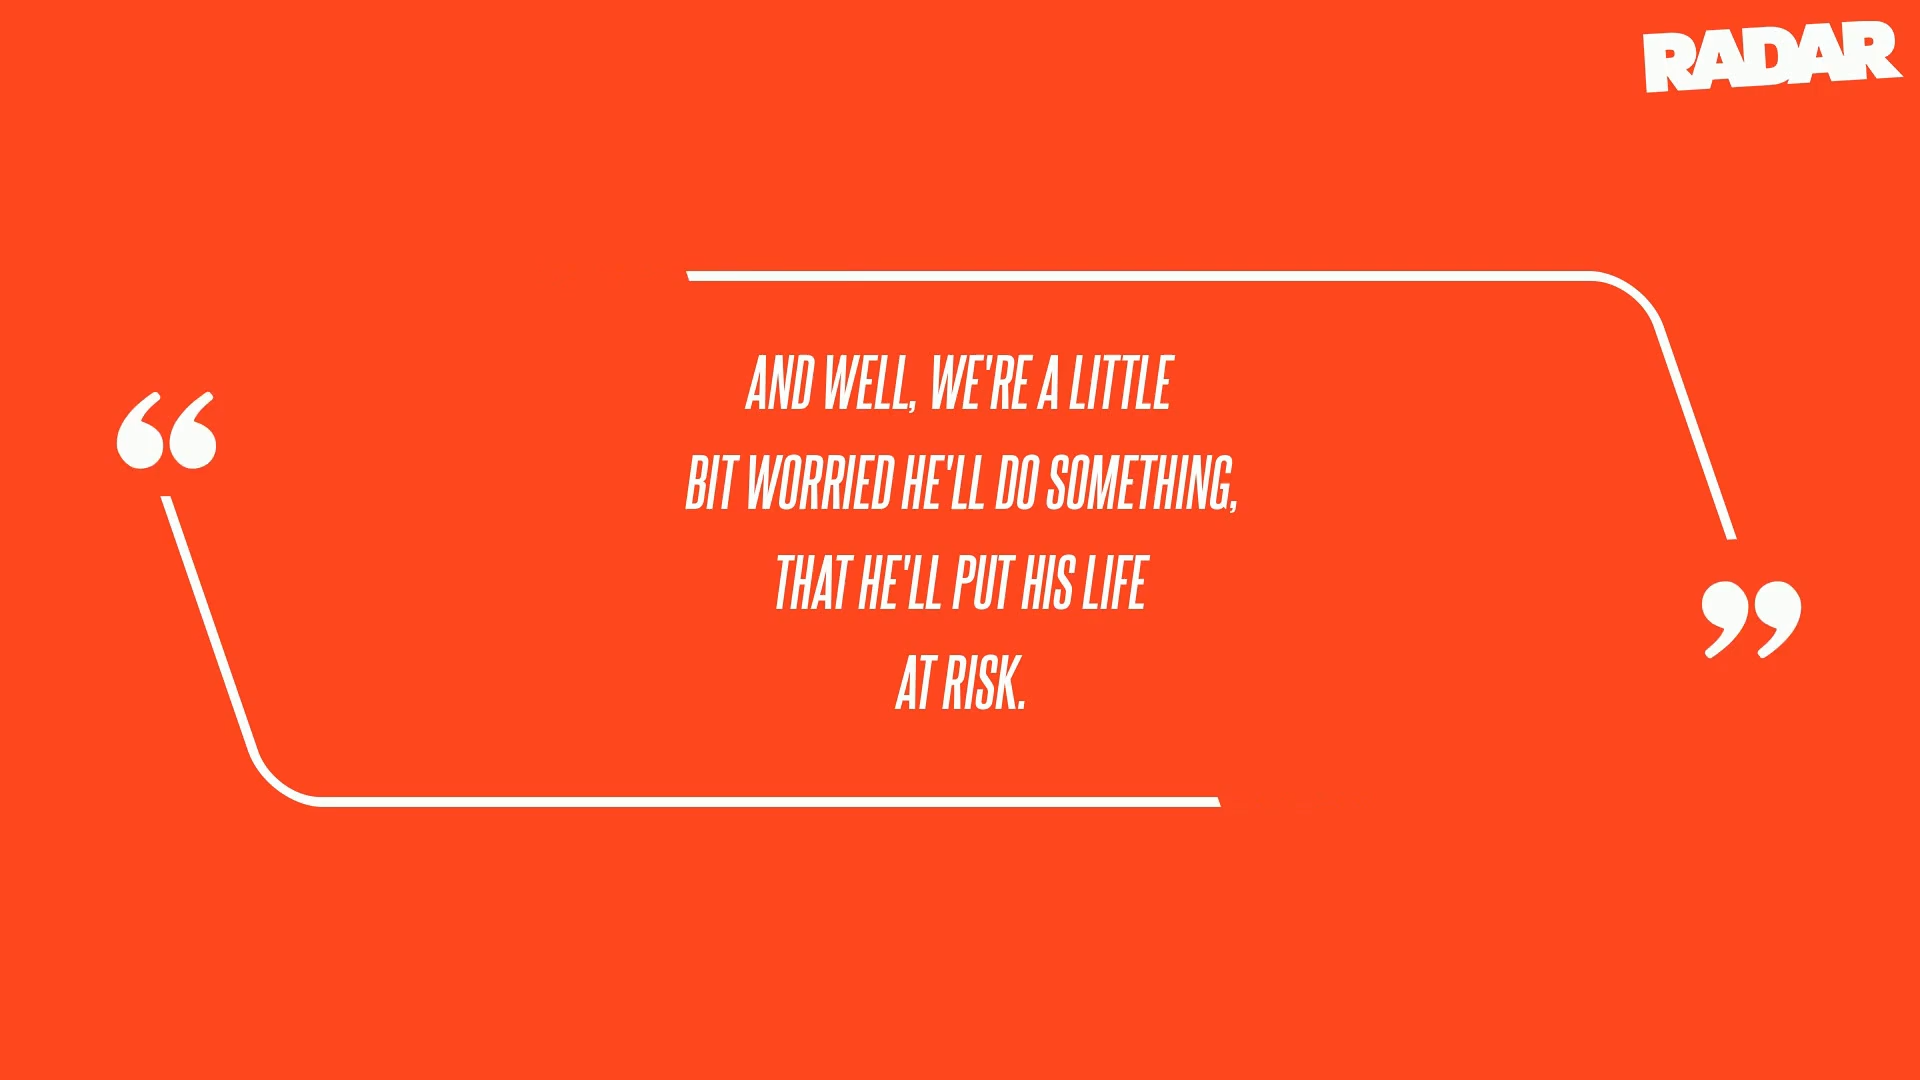 RADAR
AND WELL, WE'RE A LITTLE
BIT WORRIED HE'LL DO SOMETHING,
THAT HE'LL PUT HIS LIFE
AT RISK.